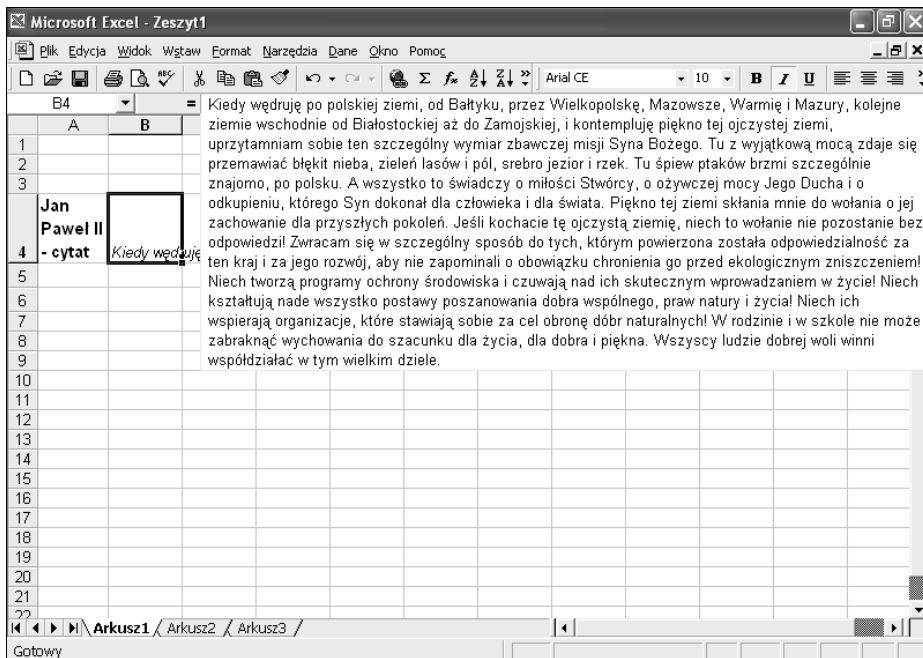 Microsoft Excel - Zeszyt1
Plik Edycja Widok Wstaw Format Narzędzia Dane Okno Pomoc
Arial CE 10 B I U
B4 = Kiedy wędruję po polskiej ziemi, od Bałtyku, przez Wielkopolskę, Mazowsze, Warmię i Mazury, kolejne
ziemie wschodnie od Białostockiej aż do Zamojskiej, i kontempluję piękno tej ojczystej ziemi,
uprzytamniam sobie ten szczególny wymiar zbawczej misji Syna Bożego. Tu z wyjątkową mocą zdaje się
przemawiać błękit nieba, zieleń lasów i pól, srebro jezior i rzek. Tu śpiew ptaków brzmi szczególnie
znajomo, po polsku. A wszystko to świadczy o miłości Stwórcy, o ożywczej mocy Jego Ducha i o
odkupieniu, którego Syn dokonał dla człowieka i dla świata. Piękno tej ziemi skłania mnie do wołania o jej
zachowanie dla przyszłych pokoleń. Jeśli kochacie tę ojczystą ziemię, niech to wołanie nie pozostanie bez
odpowiedzi! Zwracam się w szczególny sposób do tych, którym powierzona została odpowiedzialność za
ten kraj i za jego rozwój, aby nie zapominali o obowiązku chronienia go przed ekologicznym zniszczeniem!
Niech tworzą programy ochrony środowiska i czuwają nad ich skutecznym wprowadzaniem w życie! Niech
kształtują nade wszystko postawy poszanowania dobra wspólnego, praw natury i życia! Niech ich
wspierają organizacje, które stawiają sobie za cel obronę dóbr naturalnych! W rodzinie i w szkole nie może
zabraknąć wychowania do szacunku dla życia, dla dobra i piękna. Wszyscy ludzie dobrej woli winni
współdziałać w tym wielkim dziele.
A B
1
2
3
Jan
Paweł II
4 - cytat Kiedy wędruję
5
6
7
8
9
10
11
12
13
14
15
16
17
18
19
20
21
22
Arkusz1 Arkusz2 Arkusz3
Gotowy